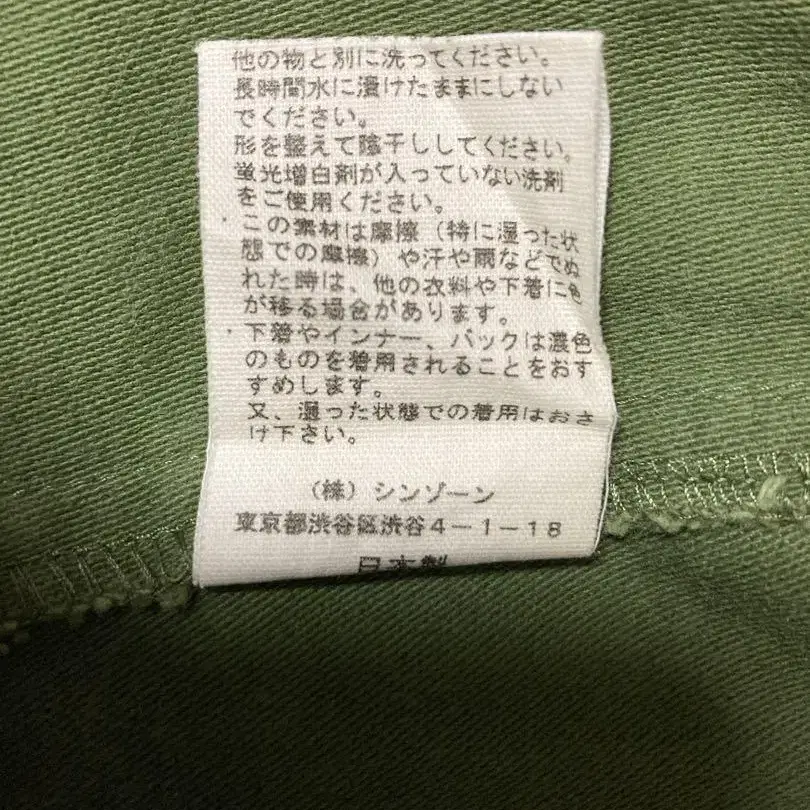 他の物と別に洗ってください。
長時間水に漬けたままにしない
でください。
形を整えて陰干ししてください。
蛍光増白剤が入っていない洗剤
をご使用ください。
・この素材は摩擦（特に湿った状
態での摩擦）や汗や雨などでぬ
れた時は、他の衣料や下着に色
が移る場合があります。
・下着やインナー、バックは濃色
のものを着用されることをおす
すめします。
又、湿った状態での着用はおさ
け下さい。
（株）シンゾーン
東京都渋谷区渋谷4－1－18
日本製